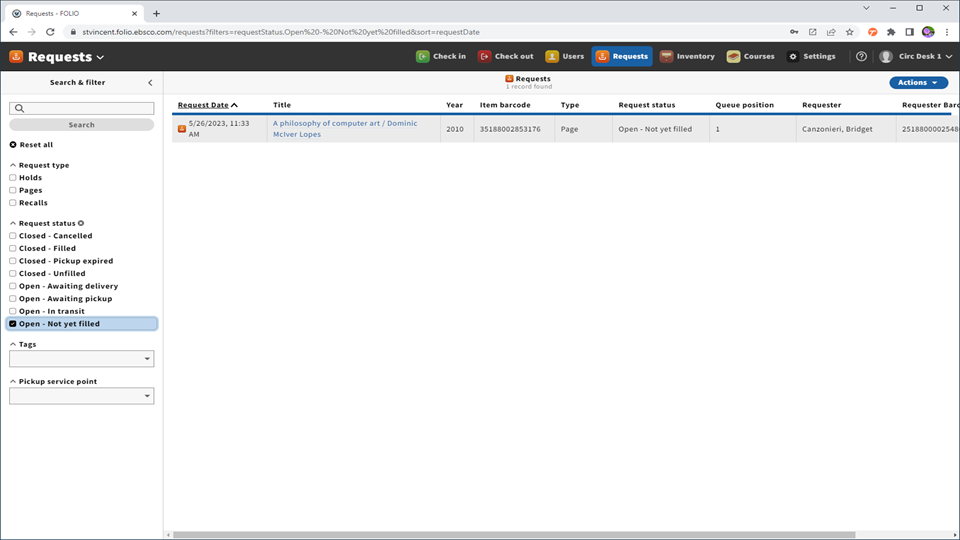 Requests - FOLIO
stvincent.folio.ebsco.com/requests?filters=requestStatus.Open%20-%20Not%20yet%20filled&sort=requestDate
Requests
Check in
Check out
Users
Requests
Inventory
Courses
Settings
Circ Desk 1
Search & filter
Requests
1 record found
Actions
Search
Reset all
Request type
Holds
Pages
Recalls
Request status
Closed - Cancelled
Closed - Filled
Closed - Pickup expired
Closed - Unfilled
Open - Awaiting delivery
Open - Awaiting pickup
Open - In transit
Open - Not yet filled
Tags
Pickup service point
Request Date Title Year Item barcode Type Request status Queue position Requester Requester Barc
5/26/2023, 11:33 AM
A philosophy of computer art / Dominic
McIver Lopes
2010 35188002853176 Page Open - Not yet filled 1 Canzonieri, Bridget